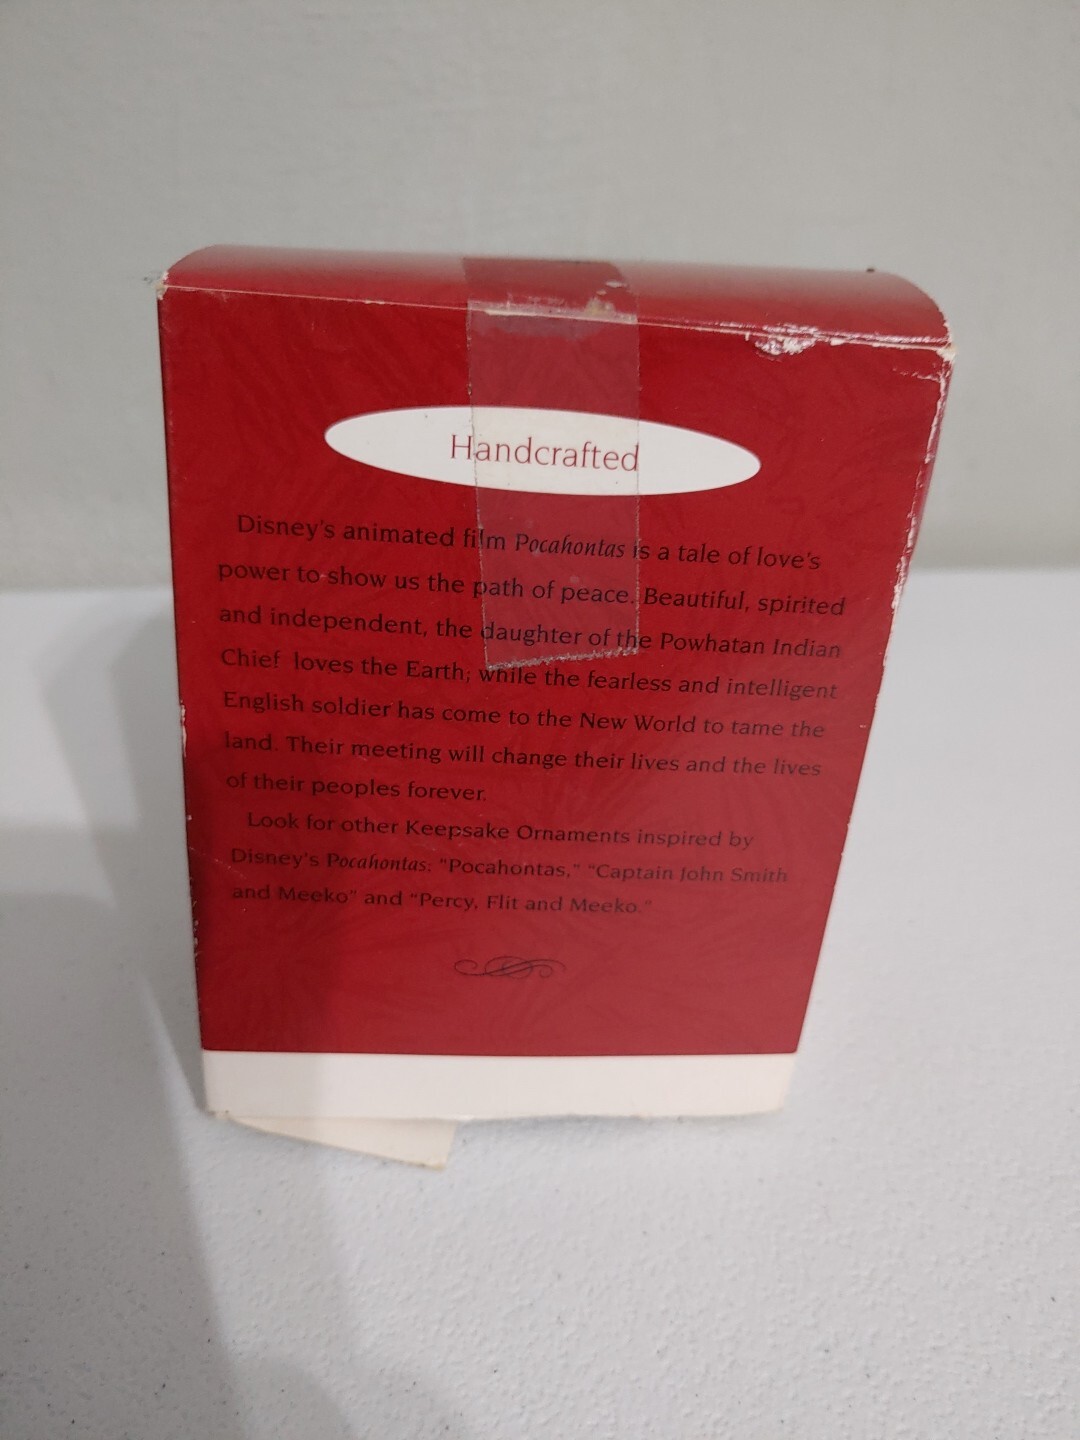 Handcrafted
Disney's animated film Pocahontas is a tale of love's
power to show us the path of peace. Beautiful, spirited
and independent, the daughter of the Powhatan Indian
Chief loves the Earth; while the fearless and intelligent
English soldier has come to the New World to tame the
land. Their meeting will change their lives and the lives
of their peoples forever.
Look for other Keepsake Ornaments inspired by
Disney's Pocahontas: "Pocahontas," "Captain John Smith
and Meeko" and "Percy, Flit and Meeko."